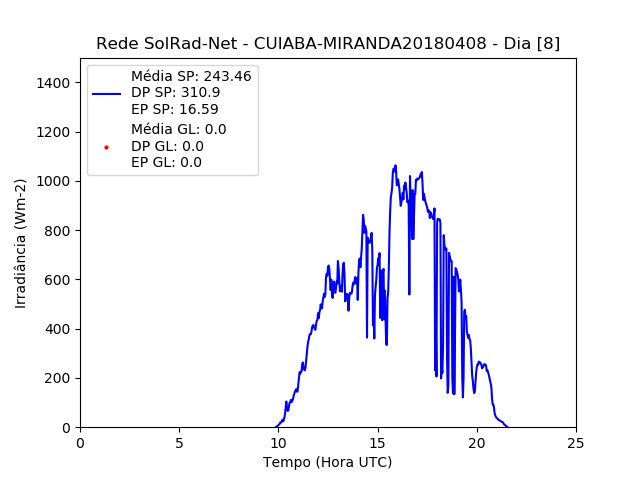 Rede SolRad-Net - CUIABA-MIRANDA20180408 - Dia [8]
Média SP: 243.46
DP SP: 310.9
EP SP: 16.59
Média GL: 0.0
DP GL: 0.0
EP GL: 0.0
Irradiância (Wm-2)
1400
1200
1000
800
600
400
200
0
0 5 10 15 20 25
Tempo (Hora UTC)